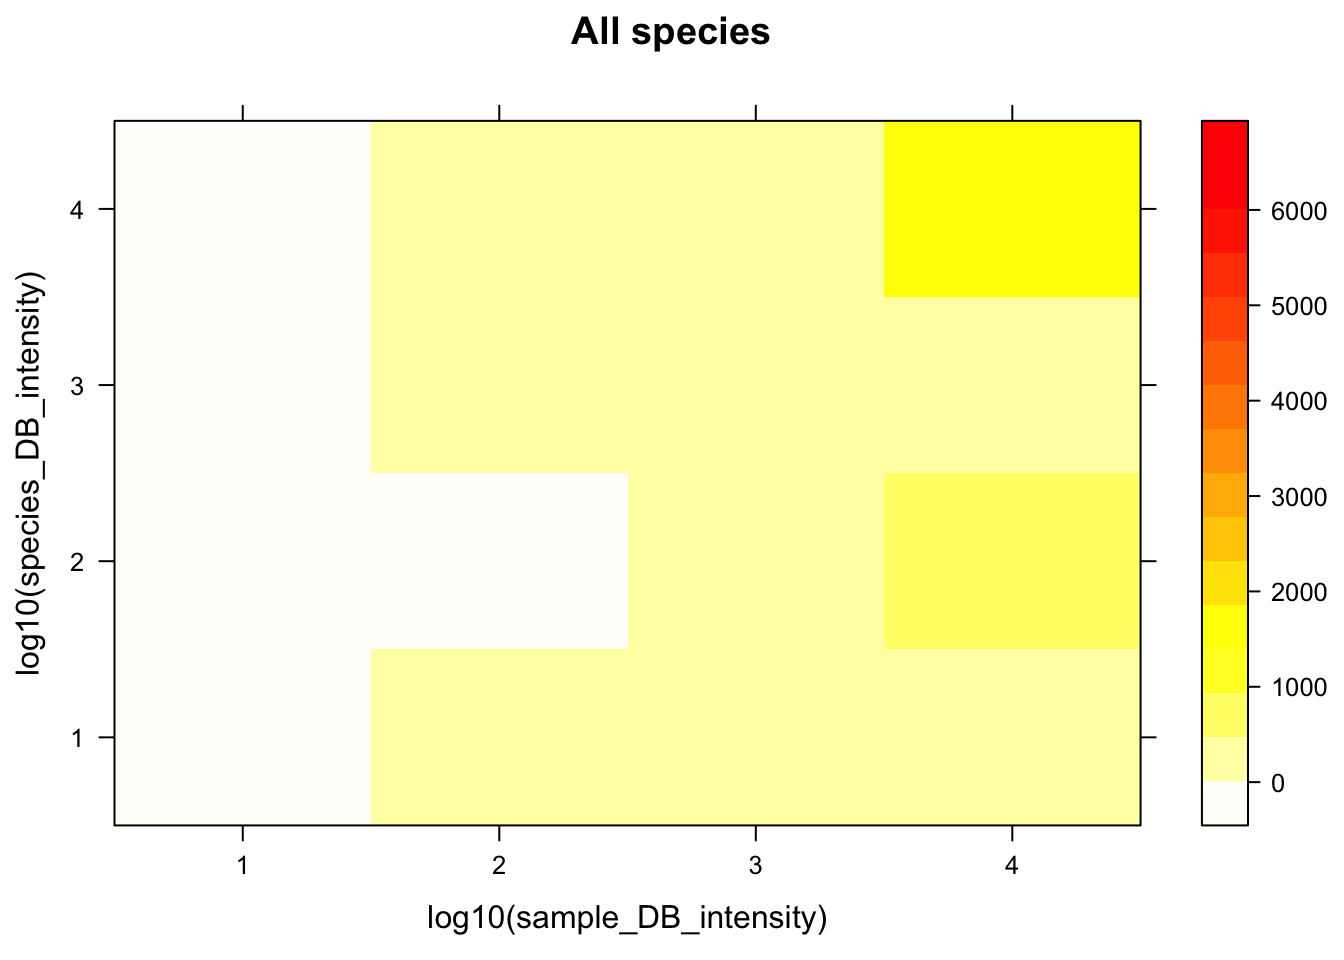 All species
log10(species_DB_intensity)
4
3
2
1
1 2 3 4
log10(sample_DB_intensity)
6000
5000
4000
3000
2000
1000
0